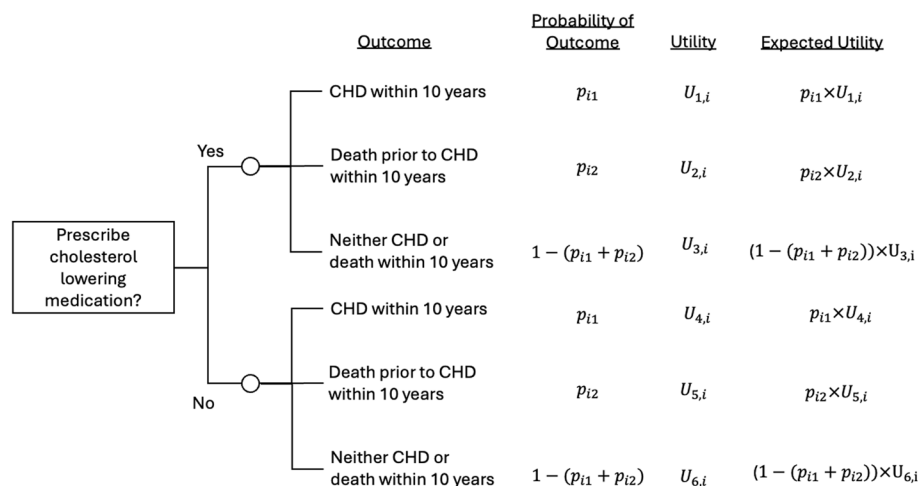 Outcome
Probability of
Outcome
Utility
Expected Utility
CHD within 10 years
p_{i1}
U_{1,i}
p_{i1}×U_{1,i}
Yes
Death prior to CHD
within 10 years
p_{i2}
U_{2,i}
p_{i2}×U_{2,i}
Neither CHD or
death within 10 years
1 − (p_{i1} + p_{i2})
U_{3,i}
(1 − (p_{i1} + p_{i2}))×U_{3,i}
Prescribe
cholesterol
lowering
medication?
CHD within 10 years
p_{i1}
U_{4,i}
p_{i1}×U_{4,i}
No
Death prior to CHD
within 10 years
p_{i2}
U_{5,i}
p_{i2}×U_{5,i}
Neither CHD or
death within 10 years
1 − (p_{i1} + p_{i2})
U_{6,i}
(1 − (p_{i1} + p_{i2}))×U_{6,i}